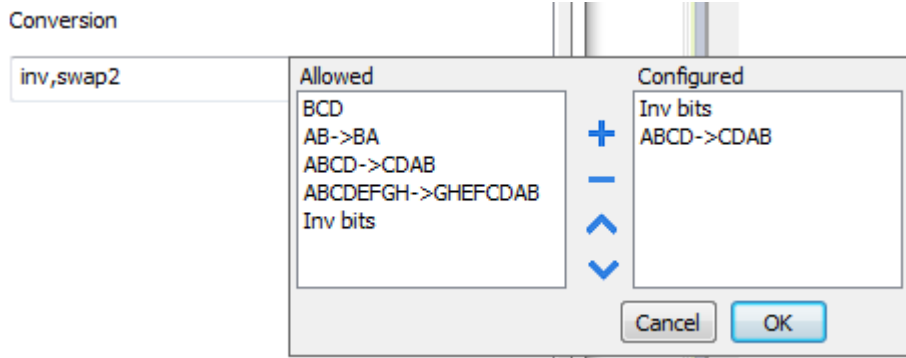 Conversion
inv,swap2
Allowed
BCD
AB->BA
ABCD->CDAB
ABCDEFGH->GHEFCDAB
Inv bits
Configured
Inv bits
ABCD->CDAB
Cancel
OK